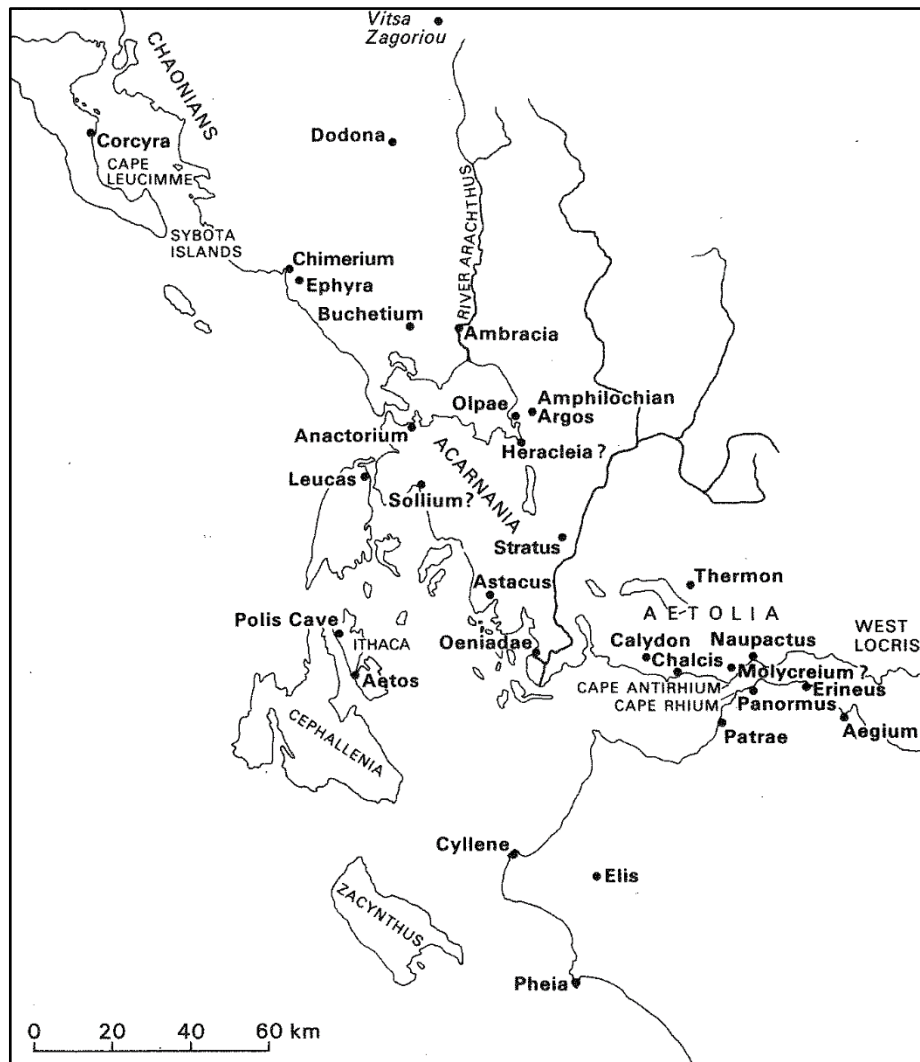 Vitsa
Zagoriou
CHAONIANS
Corcyra
CAPE
LEUCIMME
Dodona
RIVER ARACHTHUS
SYBOTA
ISLANDS
Chimerium
Ephyra
Buchetium
Ambracia
Olpae
Amphilochian
Argos
Anactorium
Heracleia ?
ACARNANIA
Leucas
Sollium ?
Stratus
Astacus
Thermon
AETOLIA
Polis Cave
ITHACA
Oeniadae
Calydon
Naupactus
WEST
LOCRIS
Chalcis
Molycreium ?
Aetos
CAPE ANTIRHIUM
Erineus
CAPE RHIUM
Panormus
CEPHALLENIA
Patrae
Aegium
Cyllene
Elis
ZACYNTHUS
Pheia
0 20 40 60 km